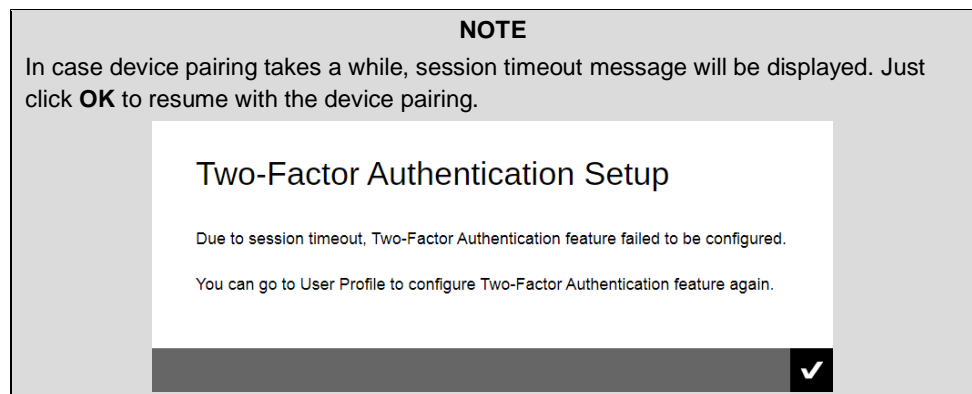 NOTE
In case device pairing takes a while, session timeout message will be displayed. Just
click OK to resume with the device pairing.
Two-Factor Authentication Setup
Due to session timeout, Two-Factor Authentication feature failed to be configured.
You can go to User Profile to configure Two-Factor Authentication feature again.